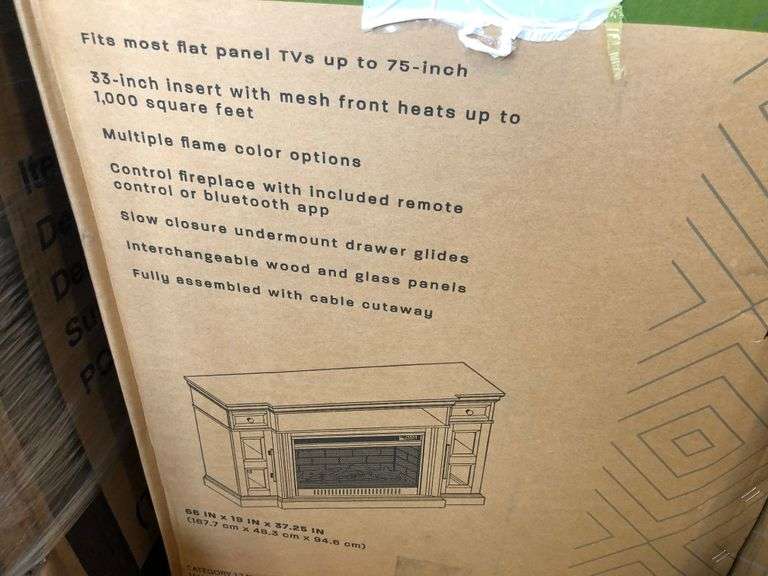 Fits most flat panel TVs up to 75-inch
33-inch insert with mesh front heats up to
1,000 square feet
Multiple flame color options
Control fireplace with included remote
control or bluetooth app
Slow closure undermount drawer glides
Interchangeable wood and glass panels
Fully assembled with cable cutaway
66 IN x 19 IN x 37.25 IN
(167.7 cm x 48.3 cm x 94.6 cm)
CATEGORY